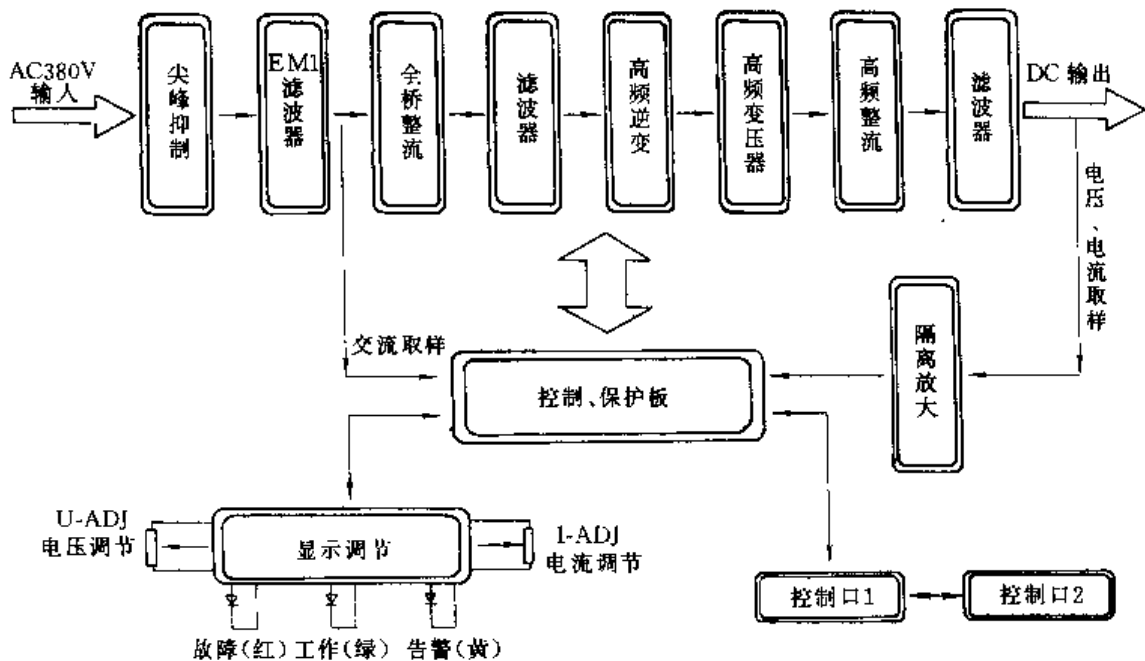 AC380V
输入
尖峰抑制
EM1
滤波器
全桥整流
滤波器
高频逆变
高频变压器
高频整流
滤波器
DC 输出
电压、电流取样
交流取样
隔离放大
控制、保护板
U-ADJ
电压调节
显示调节
1-ADJ
电流调节
控制口1
控制口2
故障(红) 工作(绿) 告警(黄)